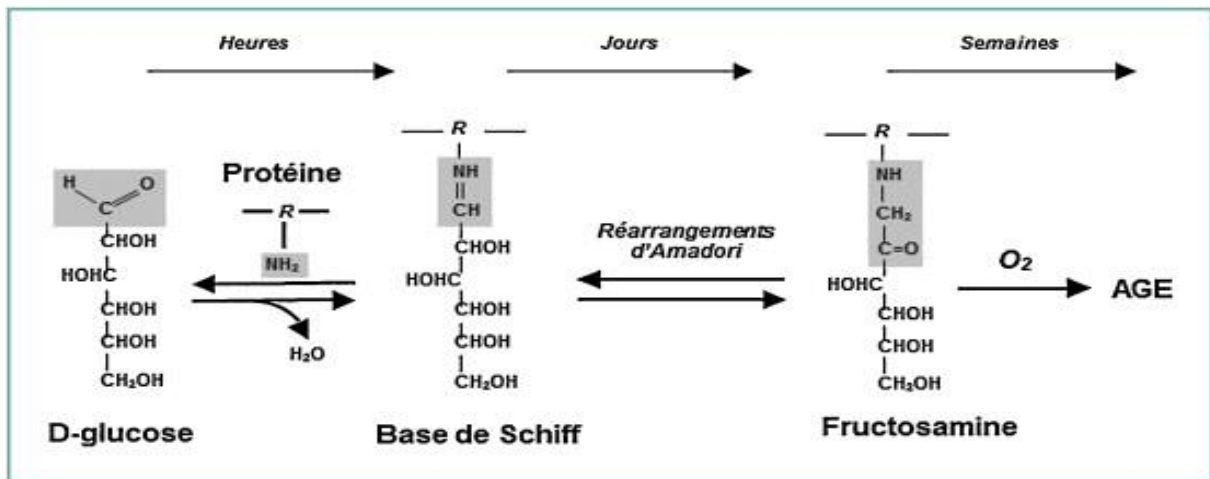 Heures
Jours
Semaines
Protéine
R
NH₂
H
O
C
CHOH
HOHC
CHOH
CHOH
CH₂OH
H₂O
D-glucose
R
NH
CH
CHOH
HOHC
CHOH
CHOH
CH₂OH
Base de Schiff
Réarrangements
d'Amadori
R
NH
CH₂
C=O
HOHC
CHOH
CHOH
CH₂OH
Fructosamine
O₂
AGE